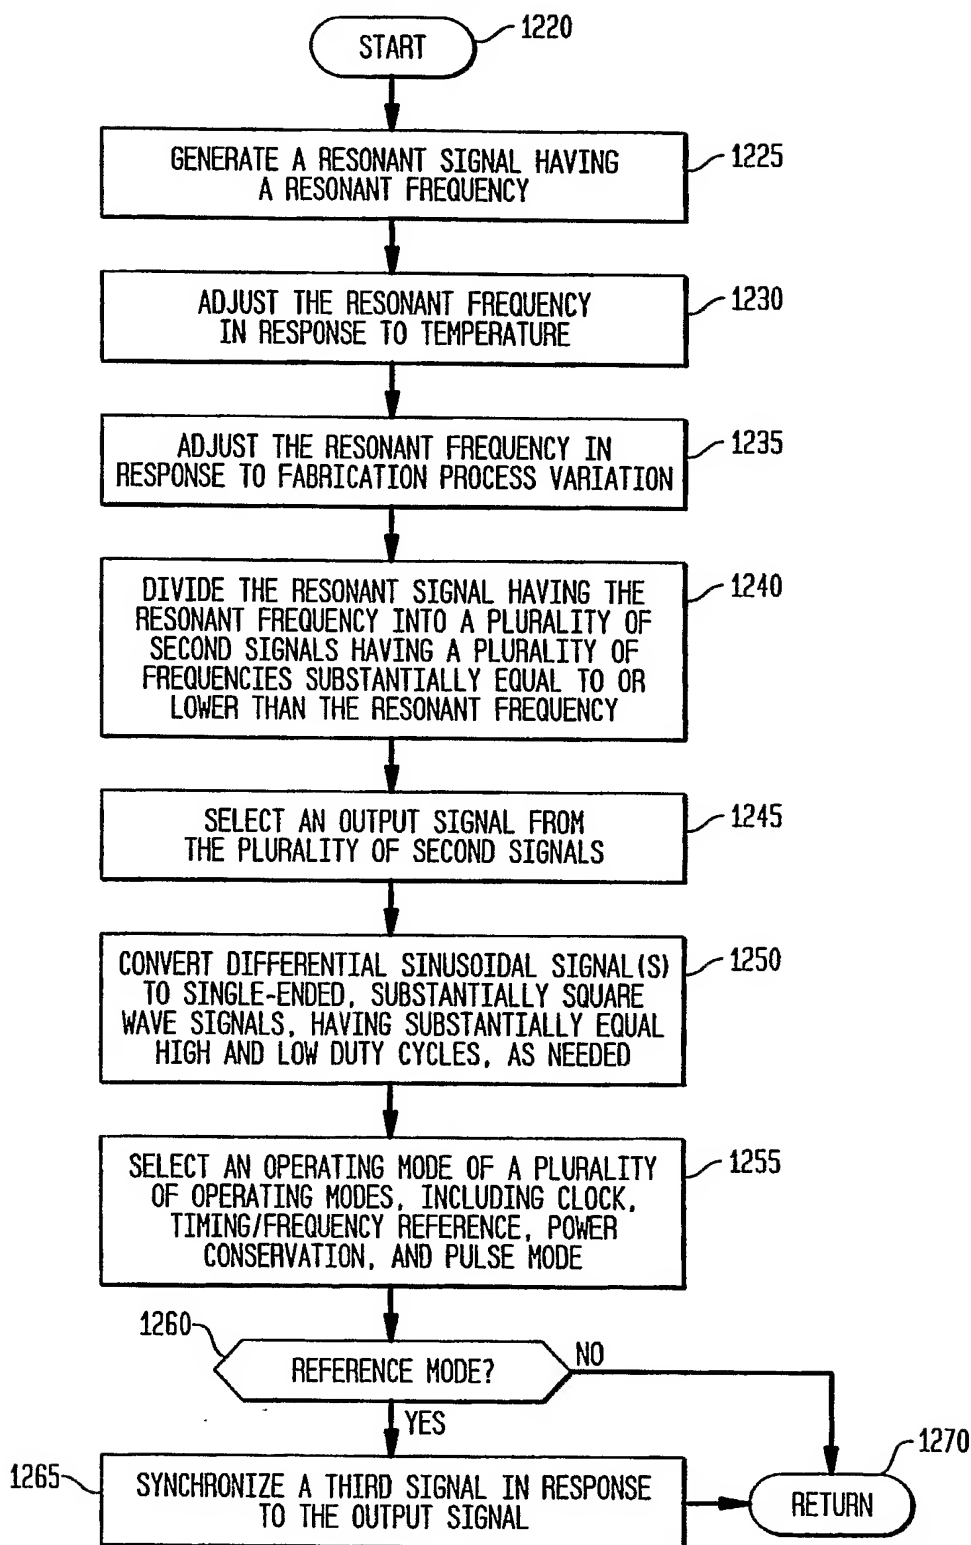 START
1220
GENERATE A RESONANT SIGNAL HAVING
A RESONANT FREQUENCY
1225
ADJUST THE RESONANT FREQUENCY
IN RESPONSE TO TEMPERATURE
1230
ADJUST THE RESONANT FREQUENCY IN
RESPONSE TO FABRICATION PROCESS VARIATION
1235
DIVIDE THE RESONANT SIGNAL HAVING THE
RESONANT FREQUENCY INTO A PLURALITY OF
SECOND SIGNALS HAVING A PLURALITY OF
FREQUENCIES SUBSTANTIALLY EQUAL TO OR
LOWER THAN THE RESONANT FREQUENCY
1240
SELECT AN OUTPUT SIGNAL FROM
THE PLURALITY OF SECOND SIGNALS
1245
CONVERT DIFFERENTIAL SINUSOIDAL SIGNAL(S)
TO SINGLE-ENDED, SUBSTANTIALLY SQUARE
WAVE SIGNALS, HAVING SUBSTANTIALLY EQUAL
HIGH AND LOW DUTY CYCLES, AS NEEDED
1250
SELECT AN OPERATING MODE OF A PLURALITY
OF OPERATING MODES, INCLUDING CLOCK,
TIMING/FREQUENCY REFERENCE, POWER
CONSERVATION, AND PULSE MODE
1255
1260
REFERENCE MODE?
NO
YES
1265
SYNCHRONIZE A THIRD SIGNAL IN RESPONSE
TO THE OUTPUT SIGNAL
1270
RETURN